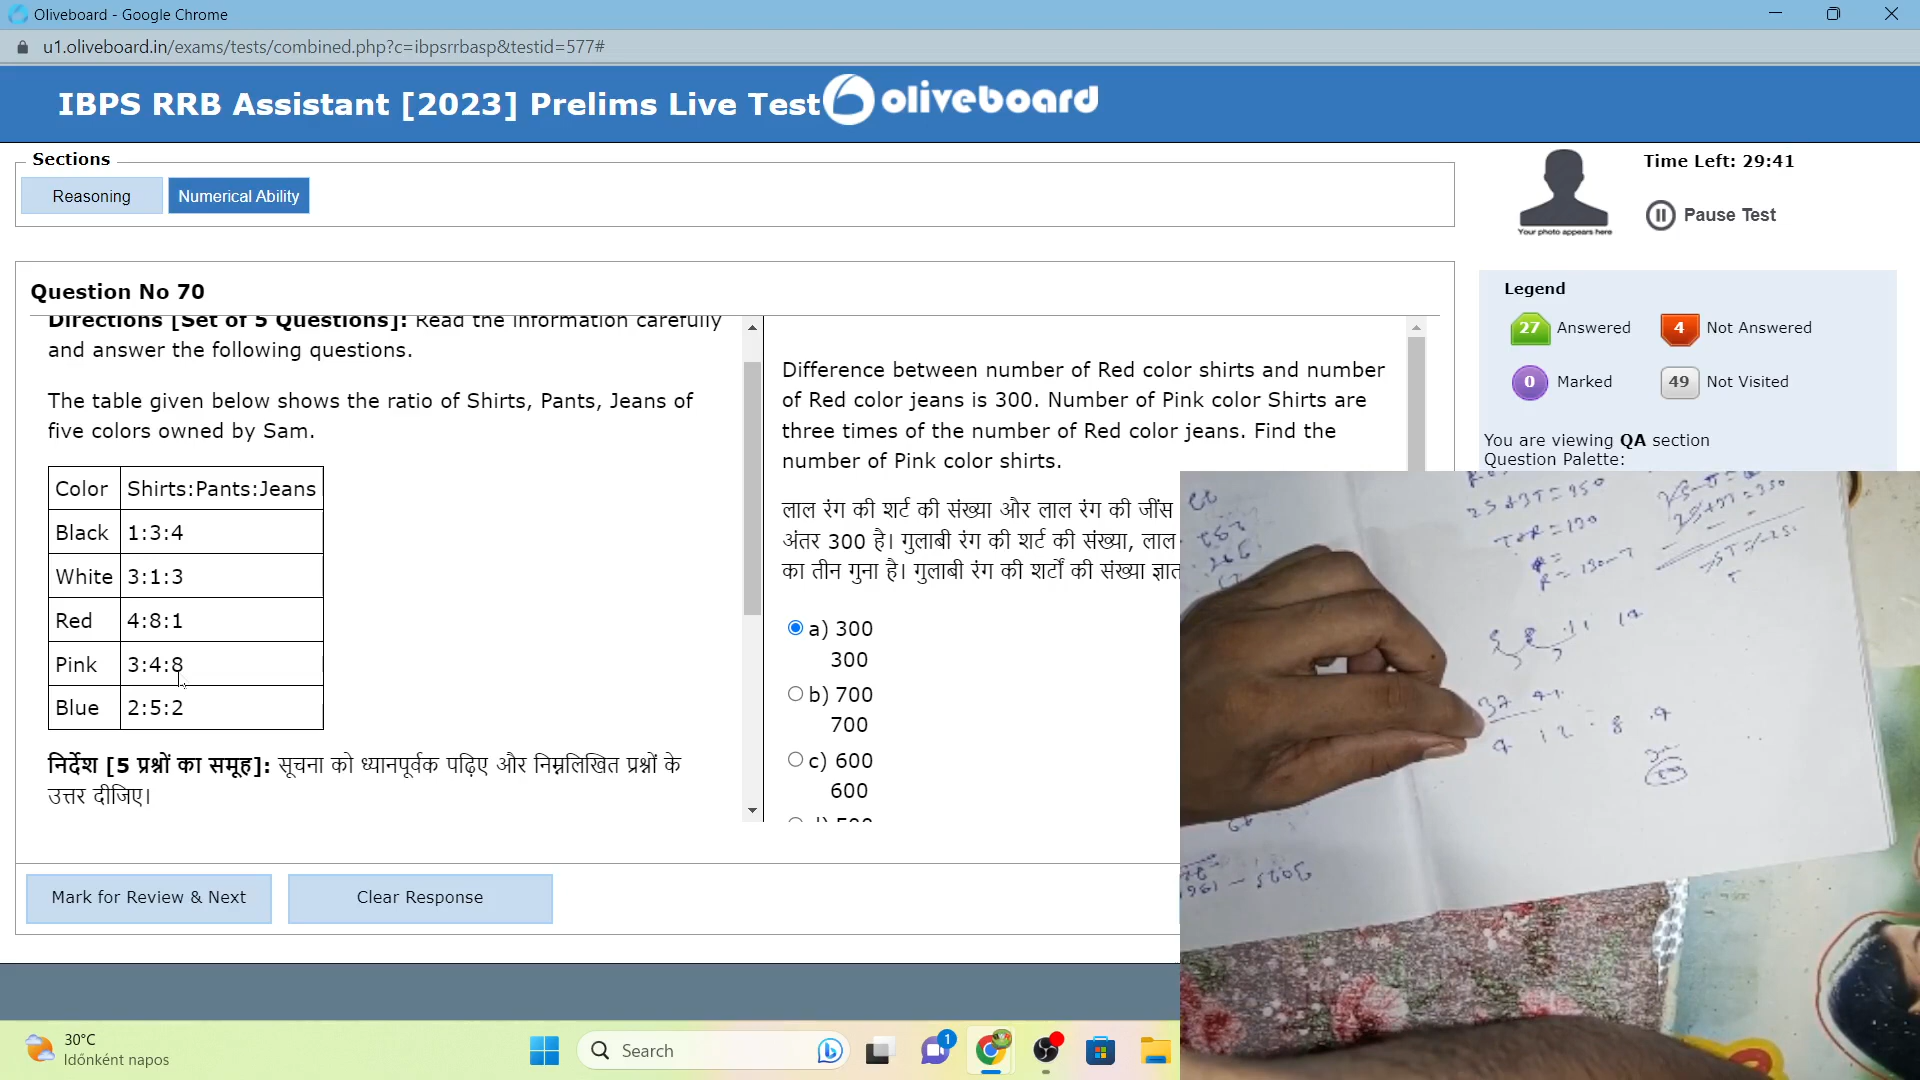 Oliveboard - Google Chrome
u1.oliveboard.in/exams/tests/combined.php?c=ibpsrrbasp&testid=577#
IBPS RRB Assistant [2023] Prelims Live Test oliveboard
Sections
Reasoning Numerical Ability
Your photo appears here
Time Left: 29:41
Pause Test
Question No 70
Directions [Set of 5 Questions]: Read the information carefully
and answer the following questions.
The table given below shows the ratio of Shirts, Pants, Jeans of
five colors owned by Sam.
Color Shirts:Pants:Jeans
Black 1:3:4
White 3:1:3
Red 4:8:1
Pink 3:4:8
Blue 2:5:2
निर्देश [5 प्रश्नों का समूह]: सूचना को ध्यानपूर्वक पढ़िए और निम्नलिखित प्रश्नों के
उत्तर दीजिए।
Difference between number of Red color shirts and number
of Red color jeans is 300. Number of Pink color Shirts are
three times of the number of Red color jeans. Find the
number of Pink color shirts.
लाल रंग की शर्ट की संख्या और लाल रंग की जींस
अंतर 300 है। गुलाबी रंग की शर्ट की संख्या, लाल
का तीन गुना है। गुलाबी रंग की शर्टों की संख्या ज्ञात
a) 300
300
b) 700
700
c) 600
600
d) 500
Legend
27 Answered 4 Not Answered
0 Marked 49 Not Visited
You are viewing QA section
Question Palette:
2S+3T=950
T+R=130
R=
R=130-T
Mark for Review & Next Clear Response
30°C
Időnként napos
Search
1